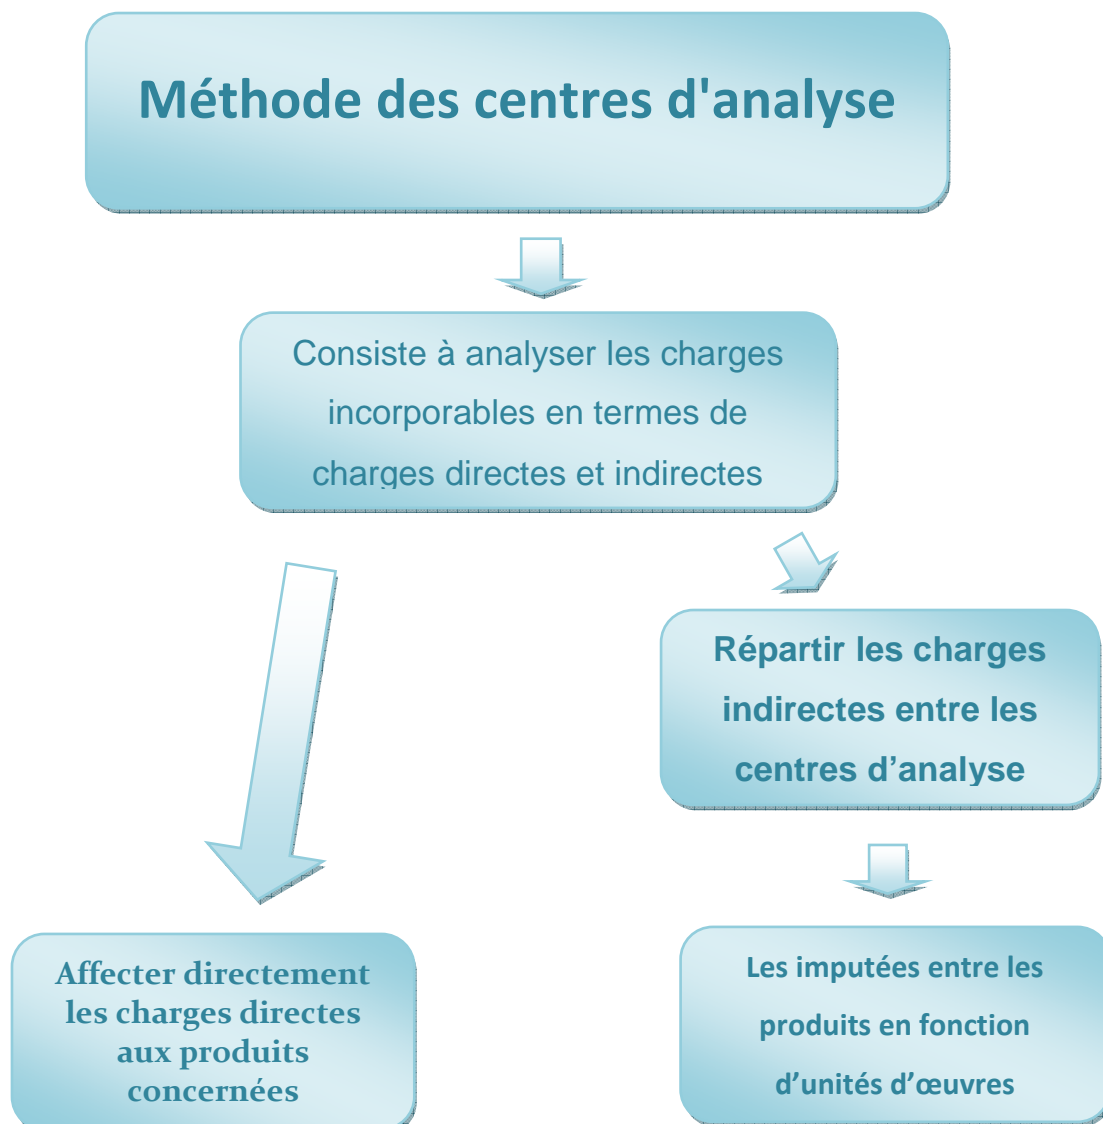 Méthode des centres d'analyse
Consiste à analyser les charges
incorporables en termes de
charges directes et indirectes
Répartir les charges
indirectes entre les
centres d’analyse
Affecter directement
les charges directes
aux produits
concernées
Les imputées entre les
produits en fonction
d’unités d’œuvres